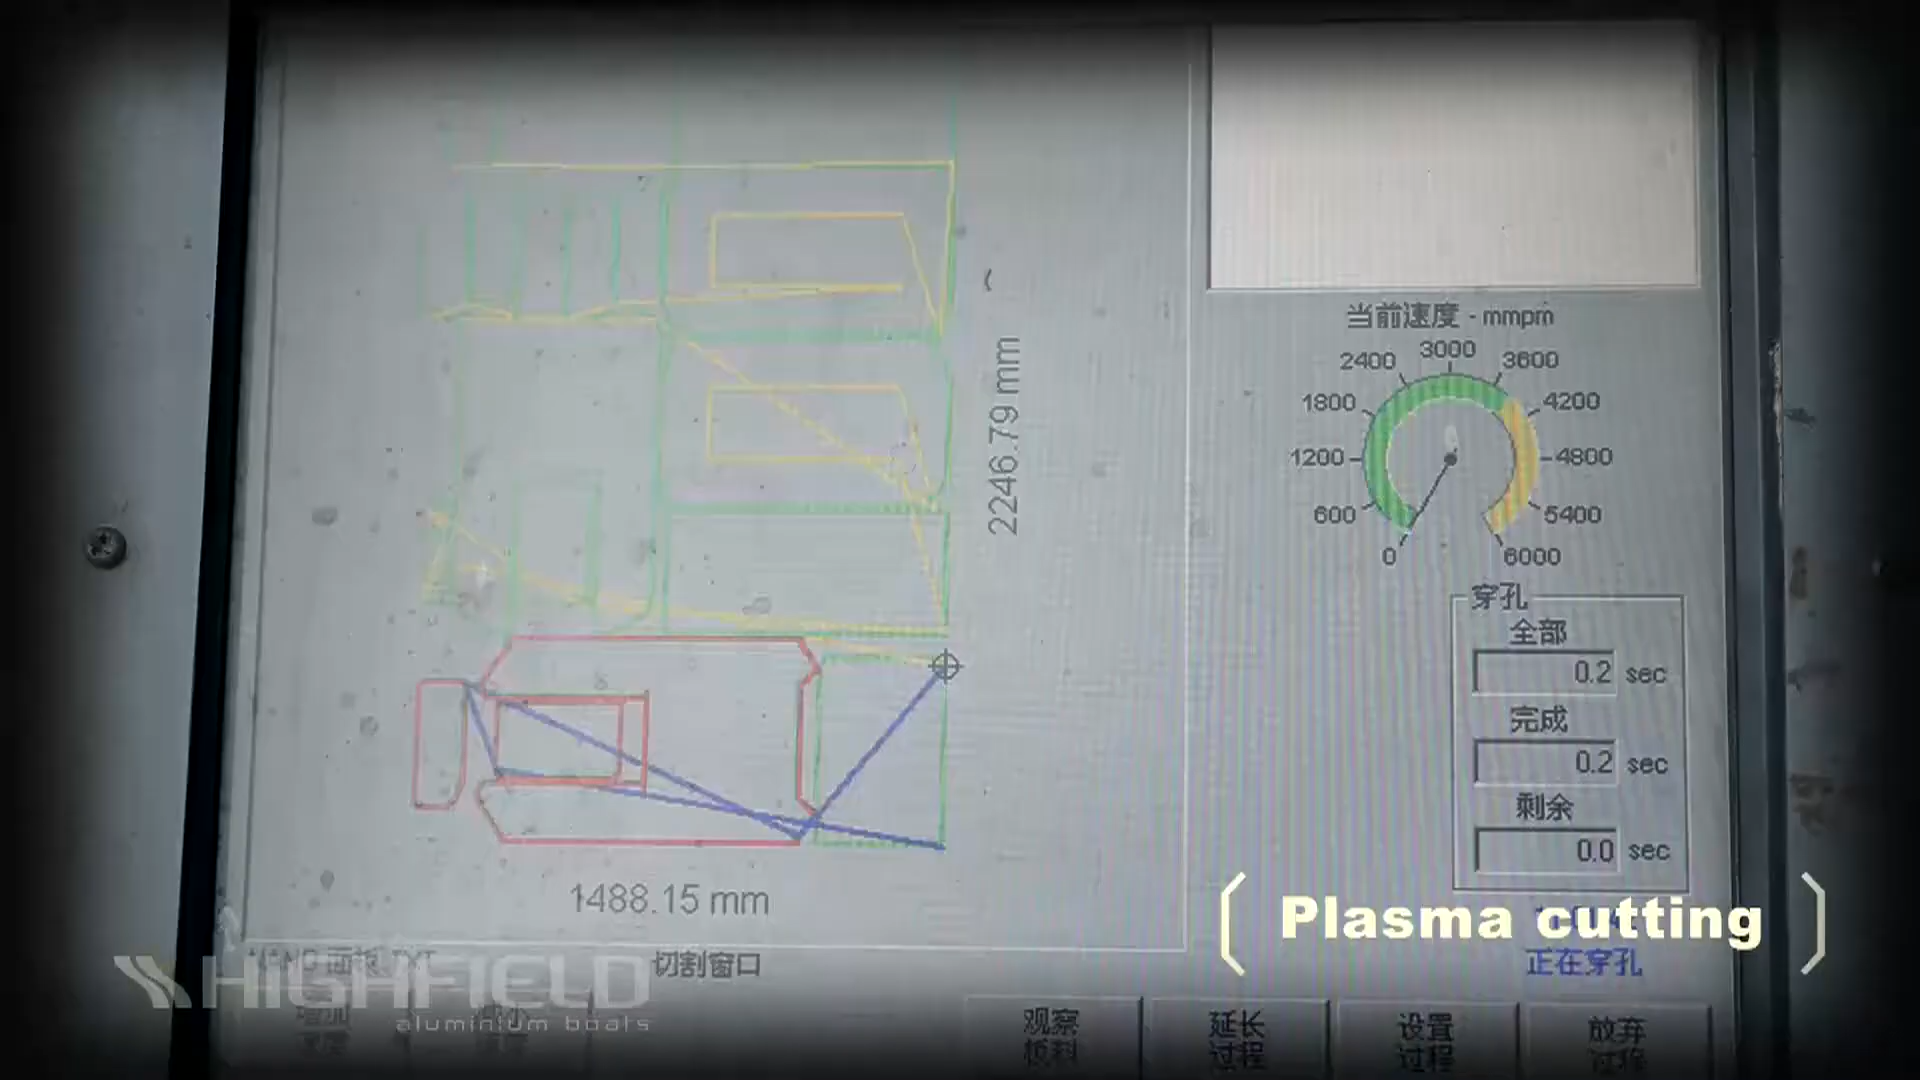 当前速度 - mmpm
3000
2400
3600
1800
4200
1200
4800
600
5400
0
6000
2246.79 mm
穿孔
全部
0.2 sec
完成
0.2 sec
剩余
0.0 sec
1488.15 mm
Plasma cutting
正在穿孔
切割窗口
HIGHFIELD
aluminium boats
观察
延长
过程
设置
过程
放弃
过程